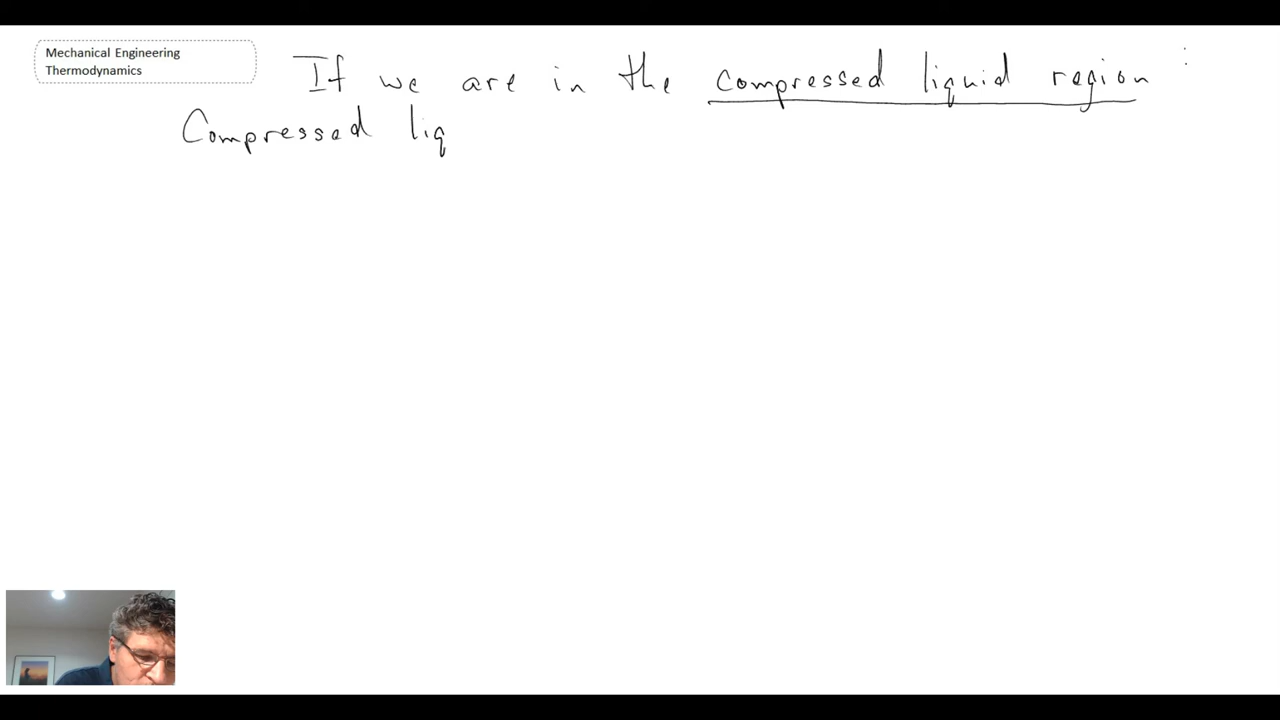 Mechanical Engineering
Thermodynamics
If we are in the compressed liquid region :
Compressed liq